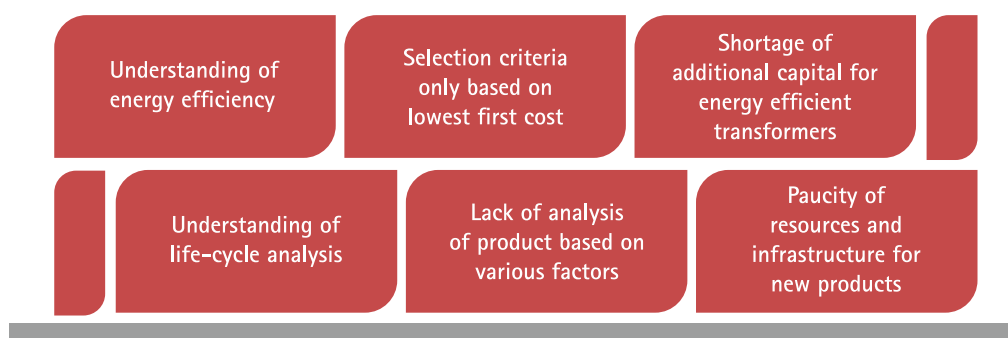 Understanding of
energy efficiency
Selection criteria
only based on
lowest first cost
Shortage of
additional capital for
energy efficient
transformers
Understanding of
life-cycle analysis
Lack of analysis
of product based on
various factors
Paucity of
resources and
infrastructure for
new products